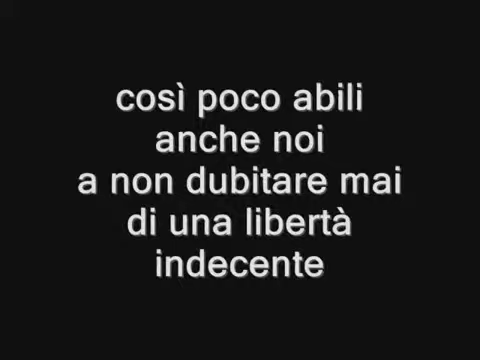 così poco abili
anche noi
a non dubitare mai
di una libertà
indecente